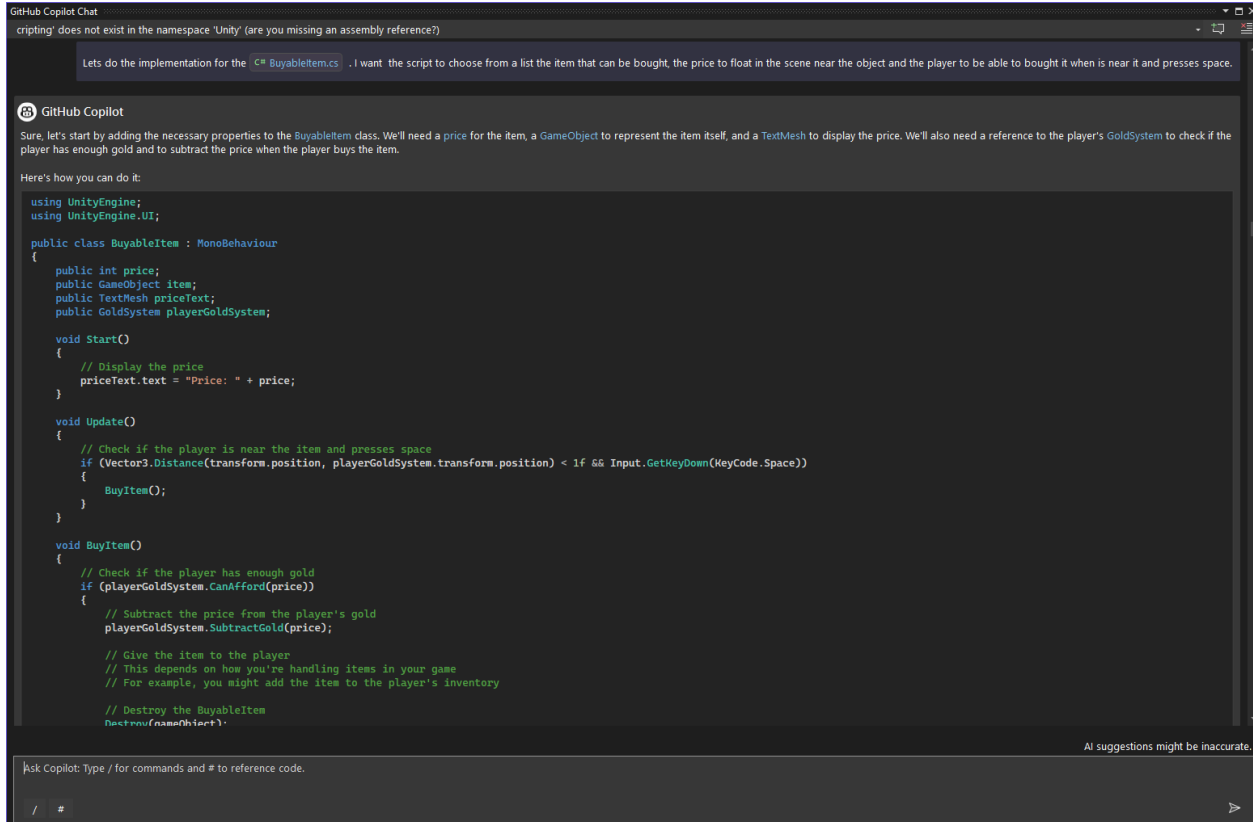 GitHub Copilot Chat
cripting' does not exist in the namespace 'Unity' (are you missing an assembly reference?)
Lets do the implementation for the C# BuyableItem.cs . I want the script to choose from a list the item that can be bought, the price to float in the scene near the object and the player to be able to bought it when is near it and presses space.
GitHub Copilot
Sure, let's start by adding the necessary properties to the BuyableItem class. We'll need a price for the item, a GameObject to represent the item itself, and a TextMesh to display the price. We'll also need a reference to the player's GoldSystem to check if the
player has enough gold and to subtract the price when the player buys the item.
Here's how you can do it:
using UnityEngine;
using UnityEngine.UI;
public class BuyableItem : MonoBehaviour
{
public int price;
public GameObject item;
public TextMesh priceText;
public GoldSystem playerGoldSystem;
void Start()
{
// Display the price
priceText.text = "Price: " + price;
}
void Update()
{
// Check if the player is near the item and presses space
if (Vector3.Distance(transform.position, playerGoldSystem.transform.position) < 1f && Input.GetKeyDown(KeyCode.Space))
{
BuyItem();
}
}
void BuyItem()
{
// Check if the player has enough gold
if (playerGoldSystem.CanAfford(price))
{
// Subtract the price from the player's gold
playerGoldSystem.SubtractGold(price);
// Give the item to the player
// This depends on how you're handling items in your game
// For example, you might add the item to the player's inventory
// Destroy the BuyableItem
Destroy(gameObject);
AI suggestions might be inaccurate.
Ask Copilot: Type / for commands and # to reference code.
/ #